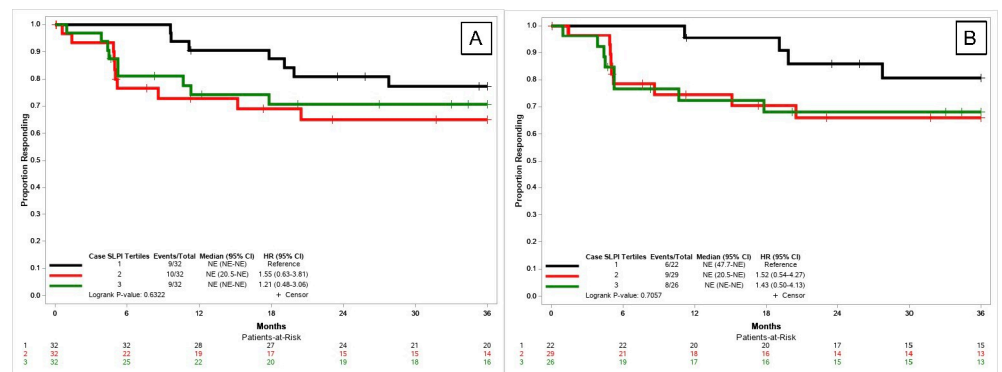 A
Proportion Responding
1.0
0.9
0.8
0.7
0.6
0.5
0.4
0.3
0.2
0.1
0.0
Case SLPI Tertiles Events/Total Median (95% CI) HR (95% CI)
1 9/32 NE (NE-NE) Reference
2 10/32 NE (20.5-NE) 1.55 (0.63-3.81)
3 9/32 NE (NE-NE) 1.21 (0.48-3.06)
Logrank P-value: 0.6322 + Censor
0 6 12 18 24 30 36
Months
Patients-at-Risk
1 32 32 28 27 24 21 20
2 32 22 19 17 15 15 14
3 32 25 22 20 19 18 16
B
Proportion Responding
1.0
0.9
0.8
0.7
0.6
0.5
0.4
0.3
0.2
0.1
0.0
Case SLPI Tertiles Events/Total Median (95% CI) HR (95% CI)
1 6/22 NE (47.7-NE) Reference
2 9/29 NE (20.5-NE) 1.52 (0.54-4.27)
3 8/26 NE (NE-NE) 1.43 (0.50-4.13)
Logrank P-value: 0.7057 + Censor
0 6 12 18 24 30 36
Months
Patients-at-Risk
1 22 22 20 20 17 15 15
2 29 21 18 16 14 14 13
3 26 19 17 16 15 15 13